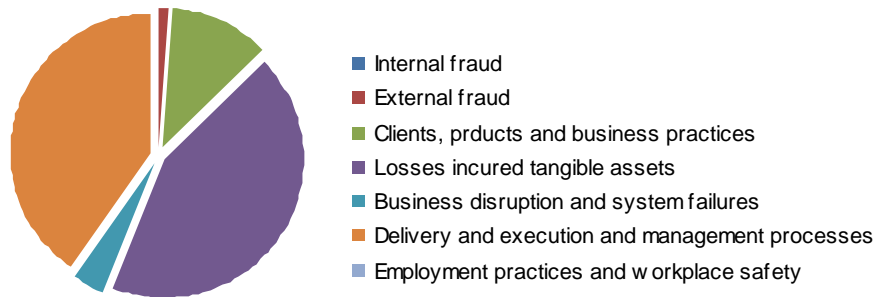 Internal fraud
External fraud
Clients, prducts and business practices
Losses incured tangible assets
Business disruption and system failures
Delivery and execution and management processes
Employment practices and workplace safety